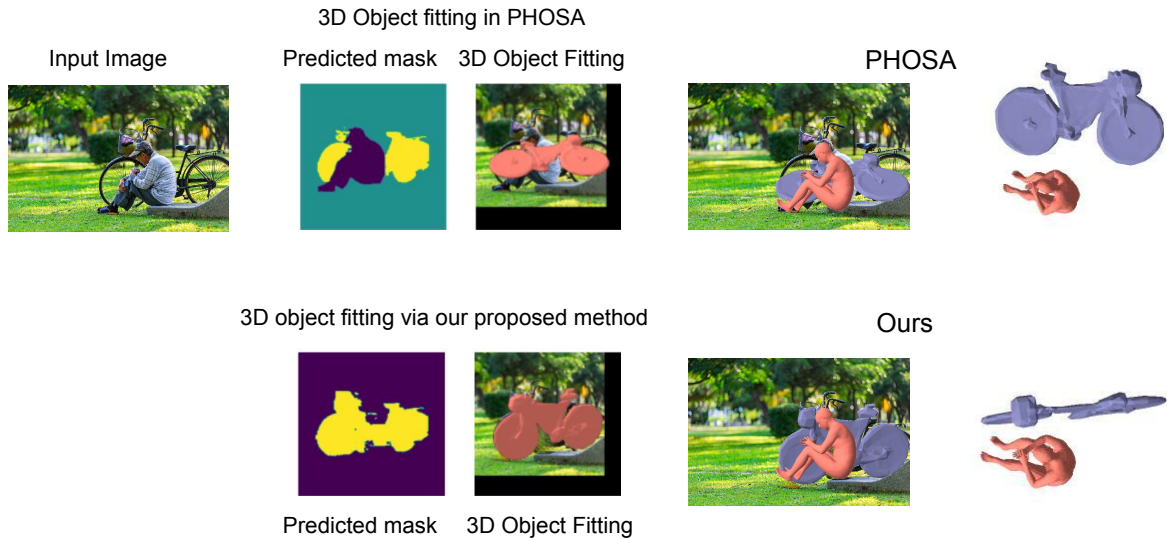 3D Object fitting in PHOSA
Input Image
Predicted mask
3D Object Fitting
PHOSA
3D object fitting via our proposed method
Ours
Predicted mask
3D Object Fitting